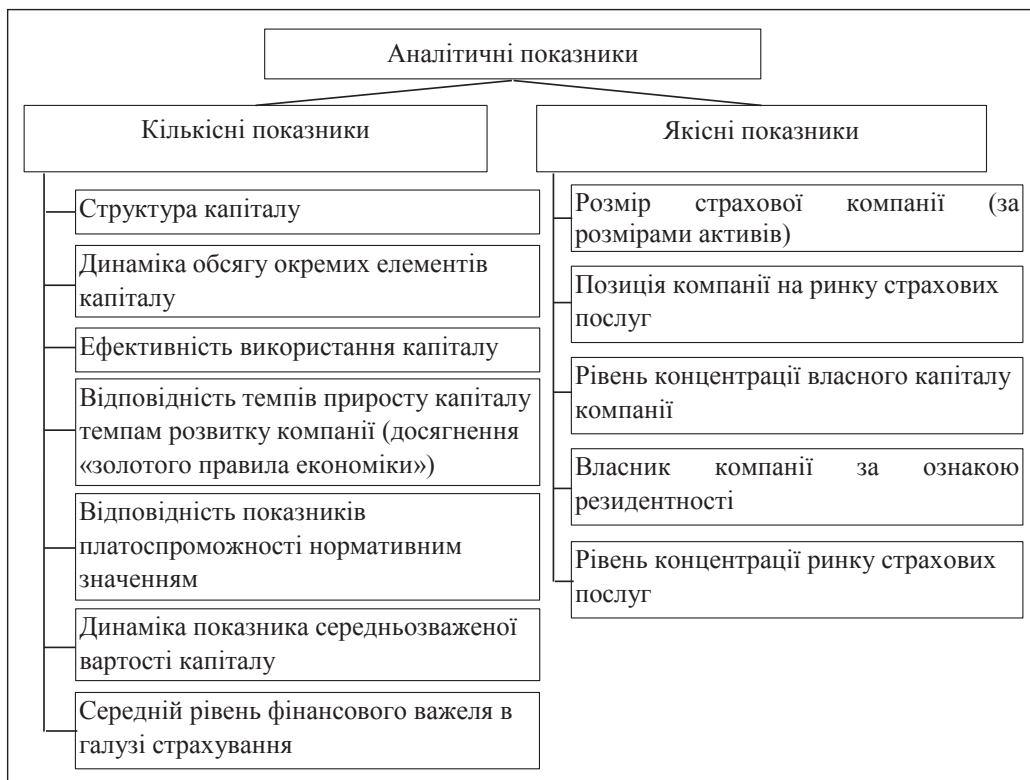 Аналітичні показники
Кількісні показники
Структура капіталу
Динаміка обсягу окремих елементів
капіталу
Ефективність використання капіталу
Відповідність темпів приросту капіталу
темпам розвитку компанії (досягнення
«золотого правила економіки»)
Відповідність показників
платоспроможності нормативним
значенням
Динаміка показника середньозваженої
вартості капіталу
Середній рівень фінансового важеля в
галузі страхування
Якісні показники
Розмір страхової компанії (за
розмірами активів)
Позиція компанії на ринку страхових
послуг
Рівень концентрації власного капіталу
компанії
Власник компанії за ознакою
резидентності
Рівень концентрації ринку страхових
послуг